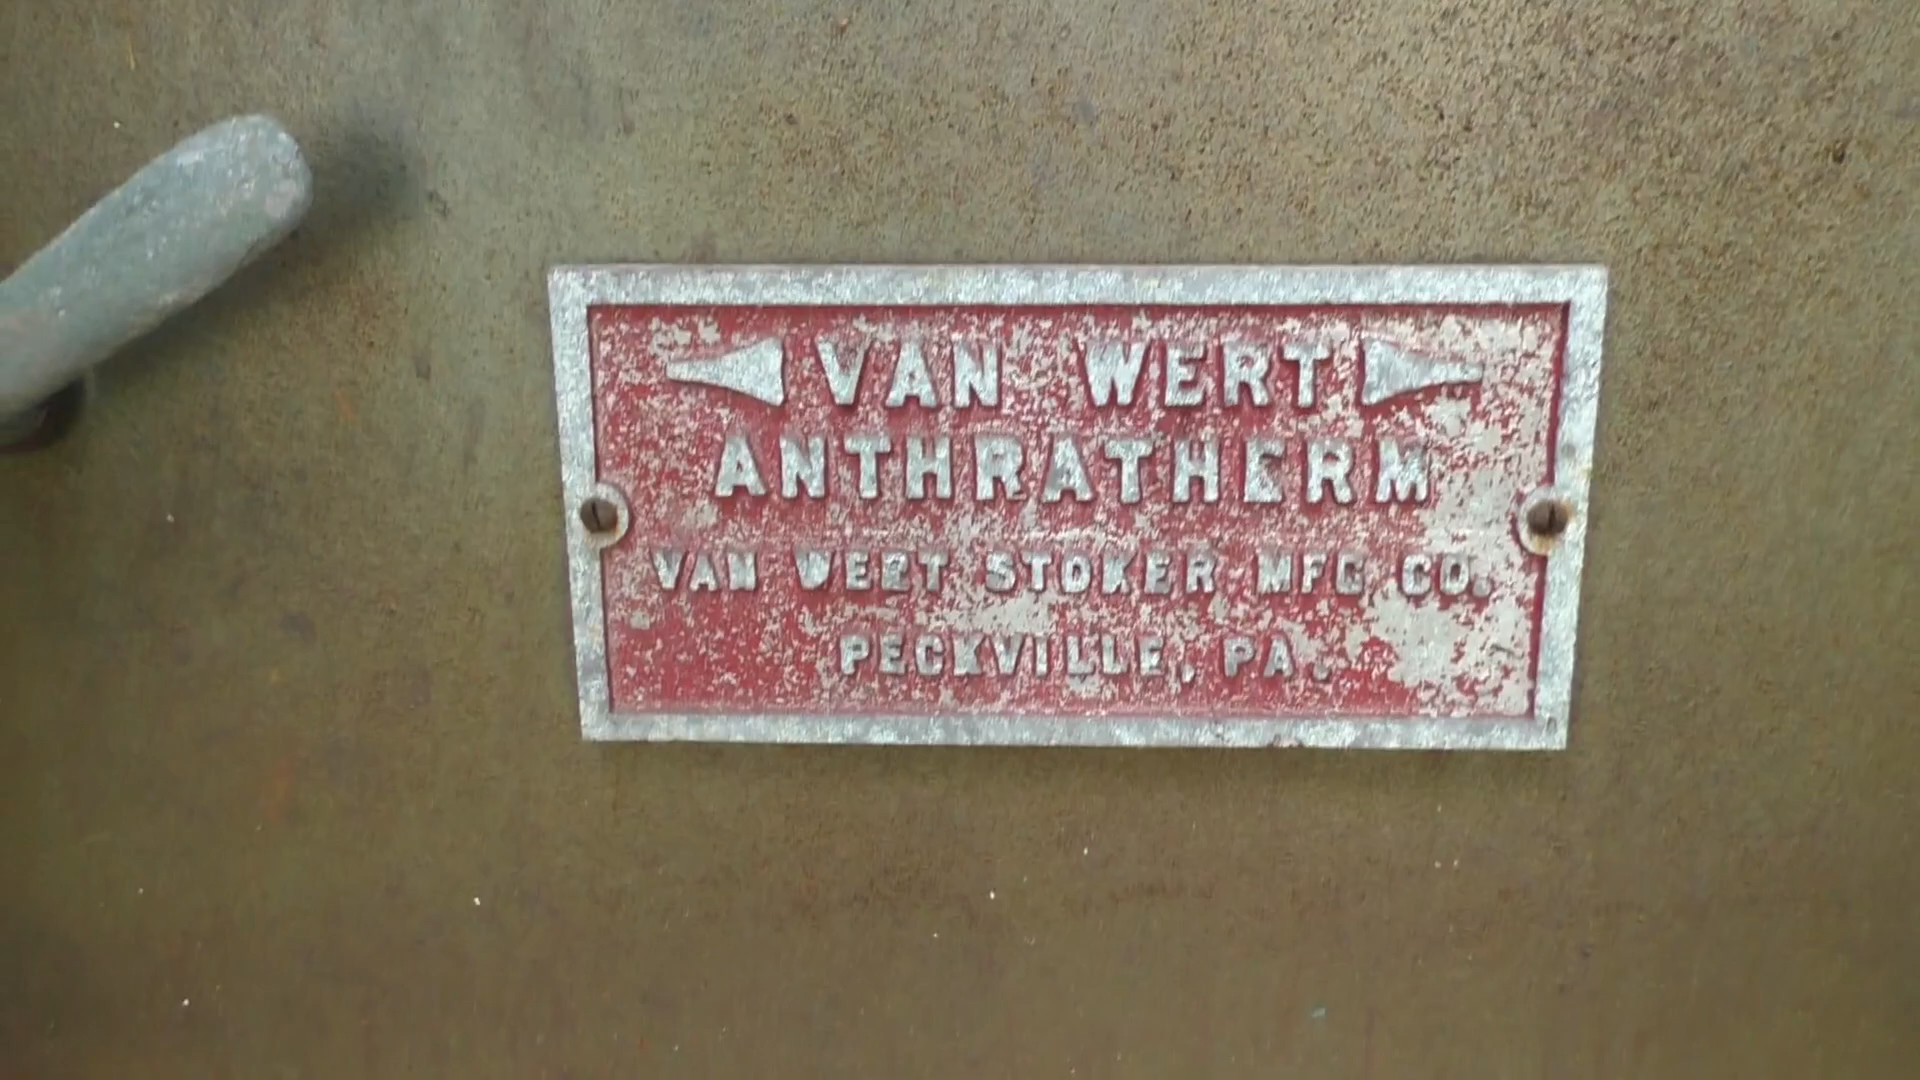 VAN WERT
ANTHRATHERM
VAN WERT STOKER MFG CO.
PECKVILLE, PA.